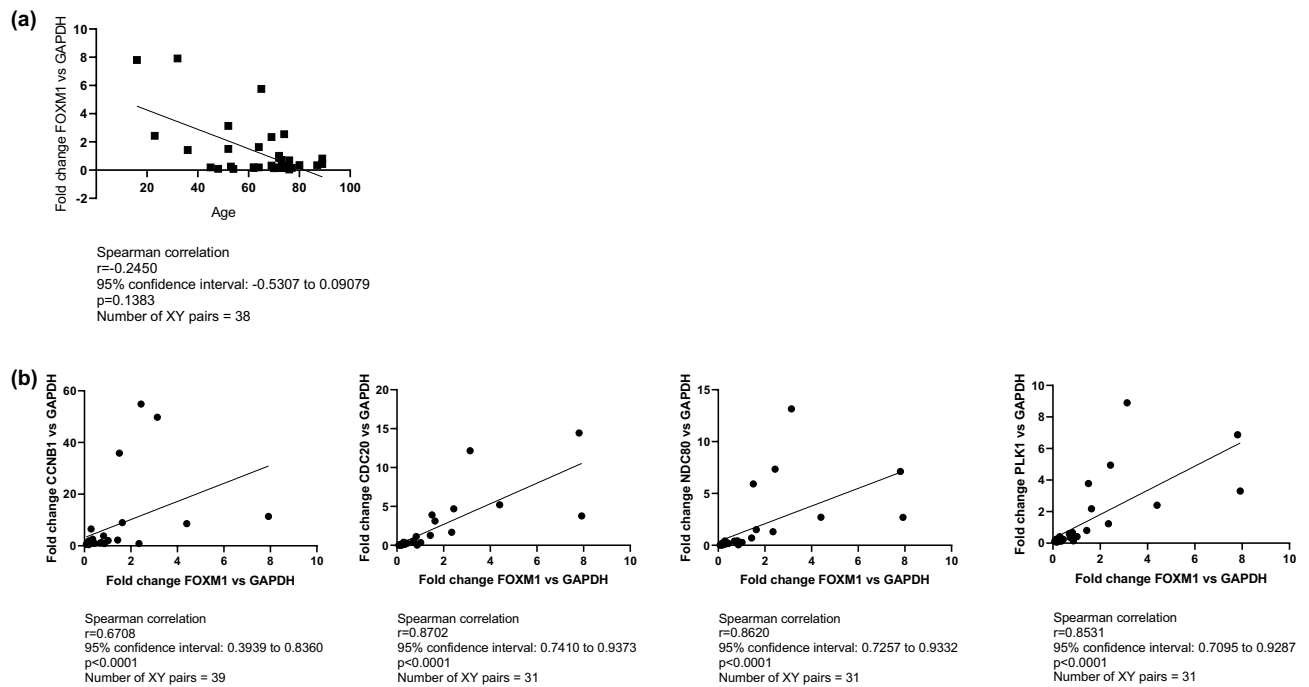 (a)
Fold change FOXM1 vs GAPDH
10
8
6
4
2
0
-2
20 40 60 80 100
Age
Spearman correlation
r=-0.2450
95% confidence interval: -0.5307 to 0.09079
p=0.1383
Number of XY pairs = 38
(b)
Fold change CCNB1 vs GAPDH
60
40
20
0
0 2 4 6 8 10
Fold change FOXM1 vs GAPDH
Spearman correlation
r=0.6708
95% confidence interval: 0.3939 to 0.8360
p<0.0001
Number of XY pairs = 39
Fold change CDC20 vs GAPDH
20
15
10
5
0
0 2 4 6 8 10
Fold change FOXM1 vs GAPDH
Spearman correlation
r=0.8702
95% confidence interval: 0.7410 to 0.9373
p<0.0001
Number of XY pairs = 31
Fold change NDC80 vs GAPDH
15
10
5
0
0 2 4 6 8 10
Fold change FOXM1 vs GAPDH
Spearman correlation
r=0.8620
95% confidence interval: 0.7257 to 0.9332
p<0.0001
Number of XY pairs = 31
Fold change PLK1 vs GAPDH
10
8
6
4
2
0
0 2 4 6 8 10
Fold change FOXM1 vs GAPDH
Spearman correlation
r=0.8531
95% confidence interval: 0.7095 to 0.9287
p<0.0001
Number of XY pairs = 31